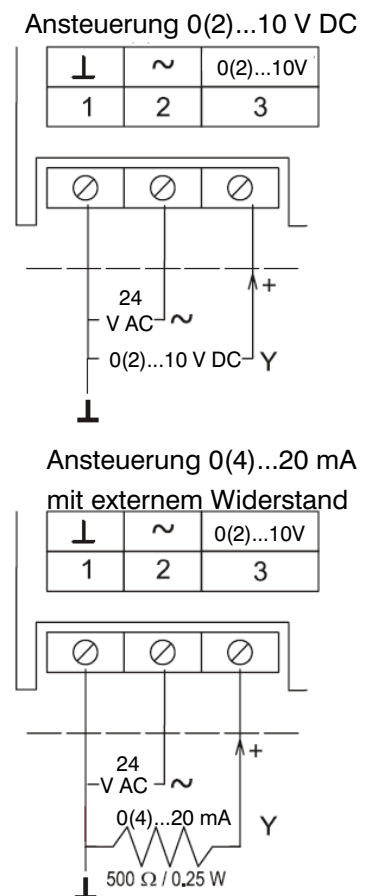 Ansteuerung 0(2)...10 V DC
⊥ ~ 0(2)...10V
1 2 3
+
24
V AC ~
0(2)...10 V DC Y
⊥
Ansteuerung 0(4)...20 mA
mit externem Widerstand
⊥ ~ 0(2)...10V
1 2 3
+
24
V AC ~
0(4)...20 mA Y
500 Ω / 0.25 W
⊥